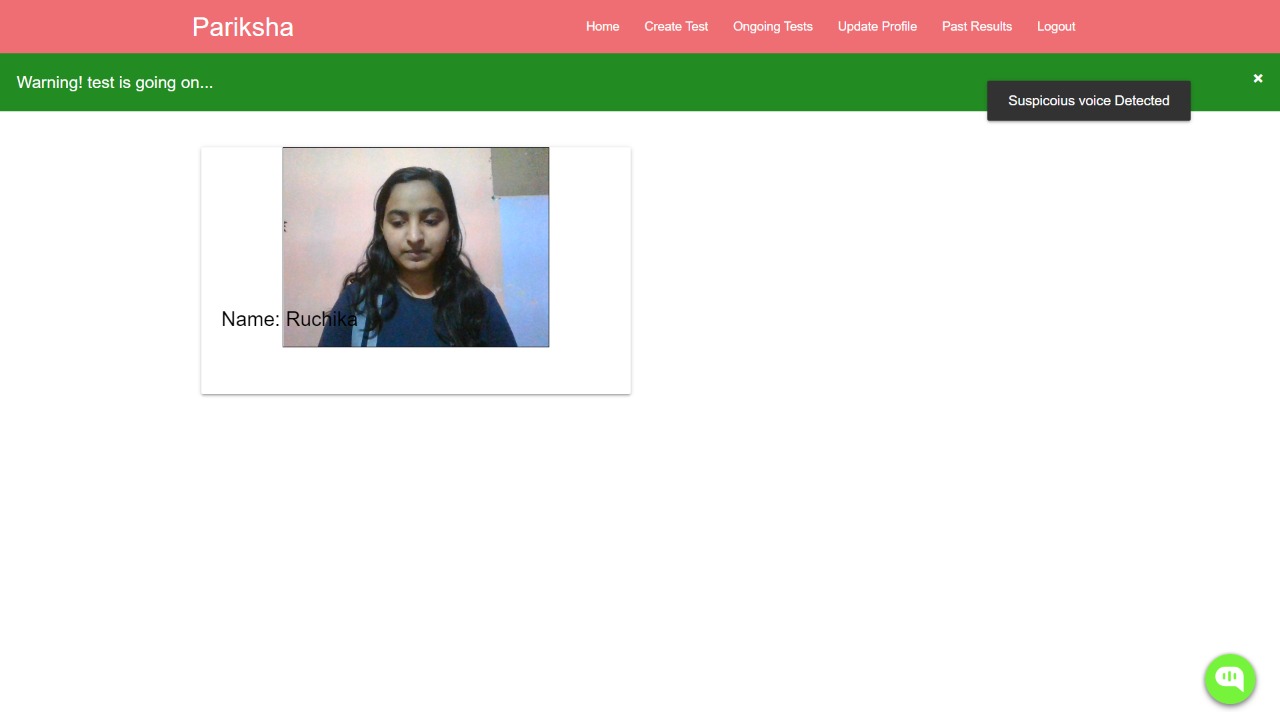 Pariksha
Home Create Test Ongoing Tests Update Profile Past Results Logout
Warning! test is going on...
Suspicoius voice Detected
Name: Ruchika